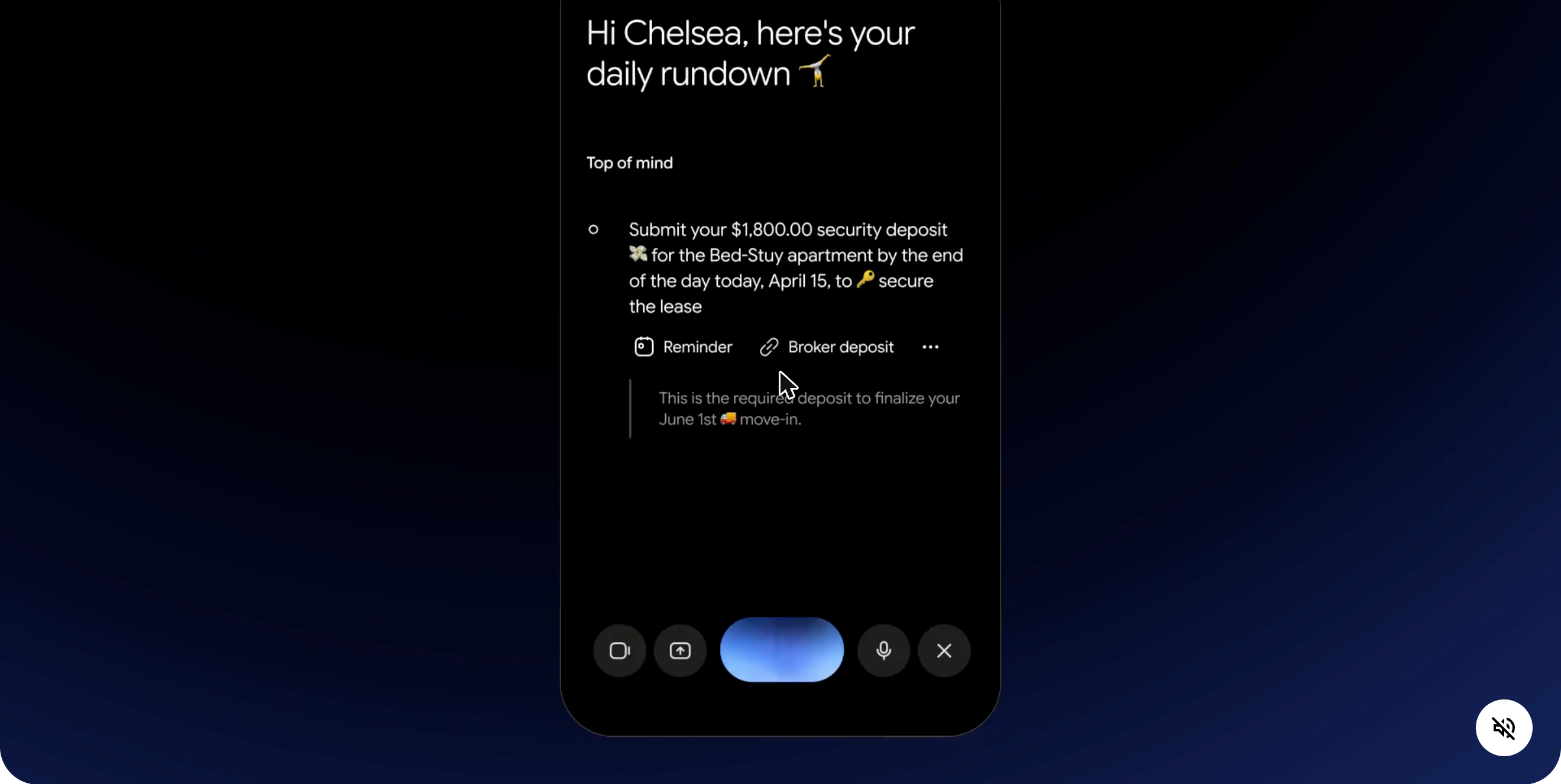 Hi Chelsea, here's your
daily rundown 🤸
Top of mind
Submit your $1,800.00 security deposit
💸 for the Bed-Stuy apartment by the end
of the day today, April 15, to 🔑 secure
the lease
Reminder Broker deposit
This is the required deposit to finalize your
June 1st 🚚 move-in.